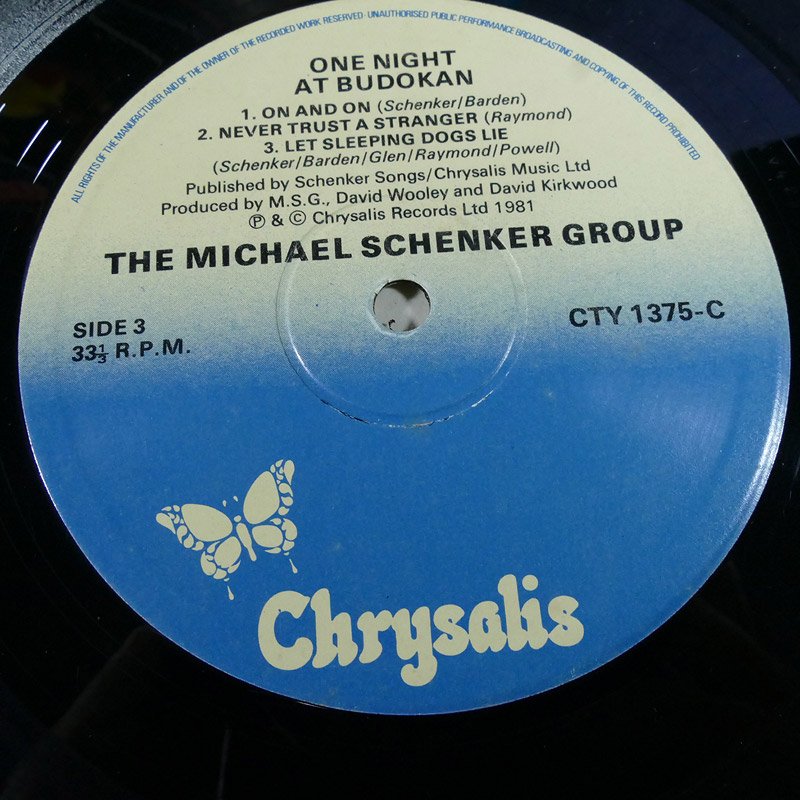 ALL RIGHTS OF THE MANUFACTURER AND OF THE OWNER OF THE RECORDED WORK RESERVED · UNAUTHORISED PUBLIC PERFORMANCE BROADCASTING AND COPYING OF THIS RECORD PROHIBITED
ONE NIGHT
AT BUDOKAN
1. ON AND ON (Schenker/Barden)
2. NEVER TRUST A STRANGER (Raymond)
3. LET SLEEPING DOGS LIE
(Schenker/Barden/Glen/Raymond/Powell)
Published by Schenker Songs/Chrysalis Music Ltd
Produced by M.S.G., David Wooley and David Kirkwood
℗ & © Chrysalis Records Ltd 1981
THE MICHAEL SCHENKER GROUP
SIDE 3
33⅓ R.P.M.
CTY 1375-C
Chrysalis